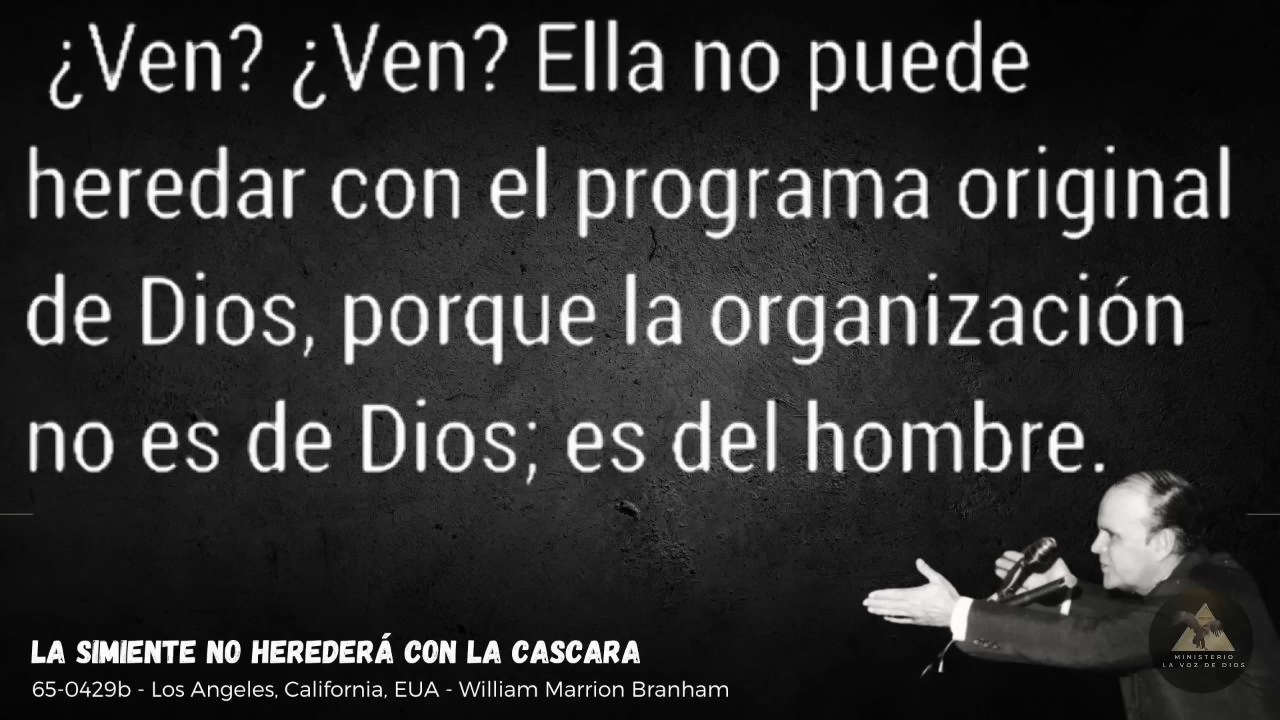 ¿Ven? ¿Ven? Ella no puede
heredar con el programa original
de Dios, porque la organización
no es de Dios; es del hombre.
LA SIMIENTE NO HEREDERÁ CON LA CASCARA
65-0429b - Los Angeles, California, EUA - William Marrion Branham
MINISTERIO
LA VOZ DE DIOS